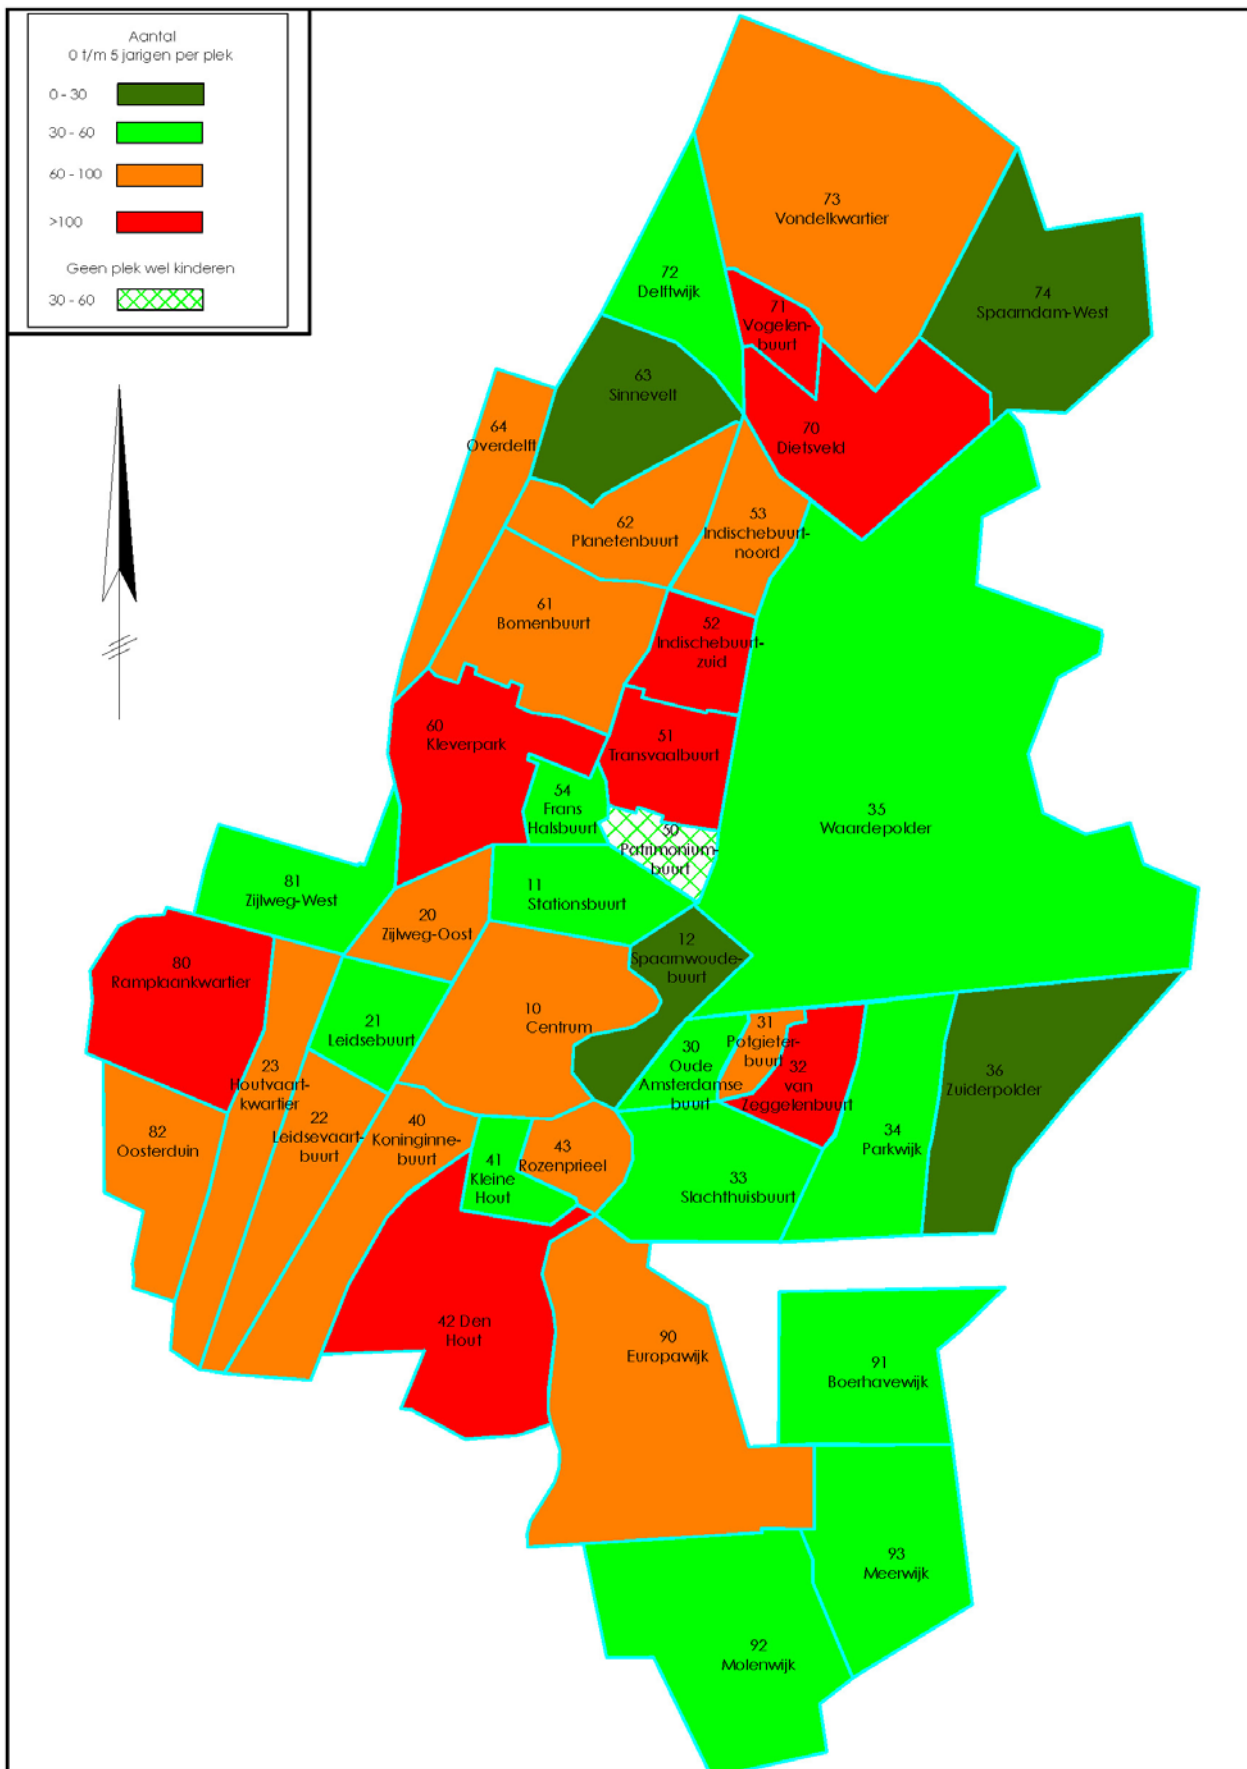 Aantal
0 t/m 5 jarigen per plek
0 - 30
30 - 60
60 - 100
>100
Geen plek wel kinderen
30 - 60
73
Vondelkwartier
72
Delftwijk
74
Spaarndam-West
71
Vogelen-
buurt
63
Sinnevelt
64
Overdelft
70
Dietsveld
62
Planetenbuurt
53
Indischebuurt-
noord
61
Bomenbuurt
52
Indischebuurt-
zuid
60
Kleverpark
51
Transvaalbuurt
54
Frans
Halsbuurt
35
Waardepolder
50
Patrimonium-
buurt
81
Zijlweg-West
11
Stationsbuurt
20
Zijlweg-Oost
12
Spaarnwoude-
buurt
80
Ramplaankwartier
10
Centrum
21
Leidsebuurt
31
Potgieter-
buurt
30
Oude
Amsterdamse
buurt
32
van
Zeggelenbuurt
36
Zuiderpolder
23
Houtvaart-
kwartier
22
Leidsevaart-
buurt
40
Koninginne-
buurt
82
Oosterduin
34
Parkwijk
43
Rozenprieel
41
Kleine
Hout
33
Slachthuisbuurt
42 Den
Hout
90
Europawijk
91
Boerhavewijk
93
Meerwijk
92
Molenwijk